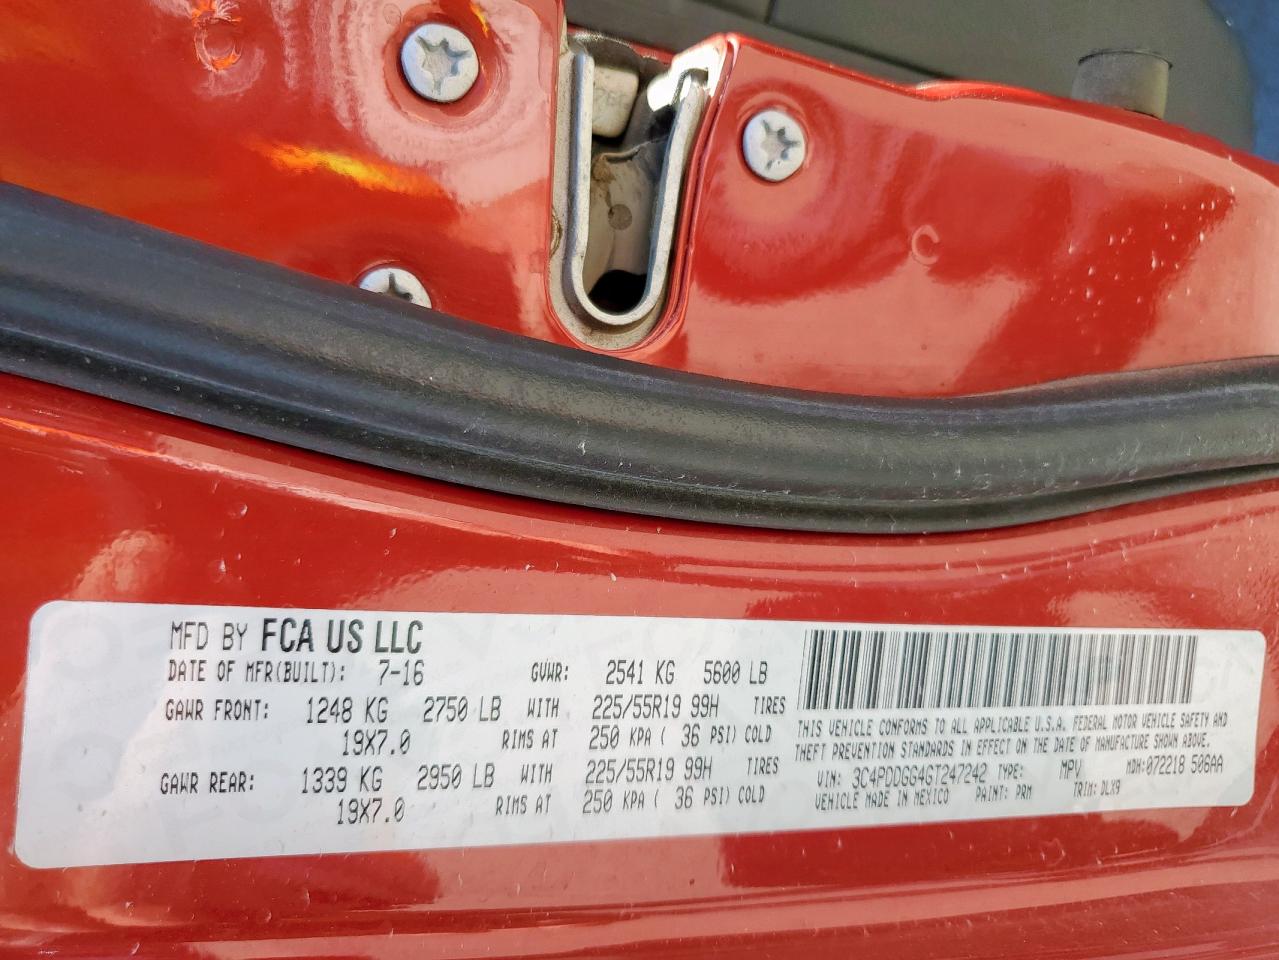 MFD BY FCA US LLC
DATE OF MFR(BUILT): 7-16 GVWR: 2541 KG 5600 LB
GAWR FRONT: 1248 KG 2750 LB WITH 225/55R19 99H TIRES
19X7.0 RIMS AT 250 KPA ( 36 PSI) COLD
GAWR REAR: 1339 KG 2950 LB WITH 225/55R19 99H TIRES
19X7.0 RIMS AT 250 KPA ( 36 PSI) COLD
THIS VEHICLE CONFORMS TO ALL APPLICABLE U.S.A. FEDERAL MOTOR VEHICLE SAFETY AND
THEFT PREVENTION STANDARDS IN EFFECT ON THE DATE OF MANUFACTURE SHOWN ABOVE.
VIN: 3C4PDDGG4GT247242 TYPE: MPV MDH: 072218 506AA
VEHICLE MADE IN MEXICO PAINT: PRM TRIM: DLX9